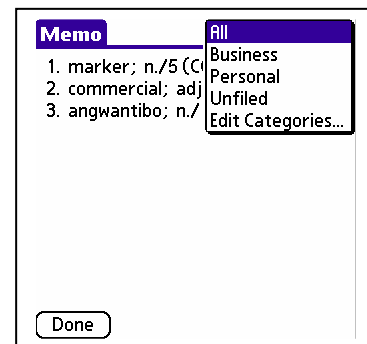 Memo
All
Business
Personal
Unfiled
Edit Categories...
1. marker; n./5 (C
2. commercial; adj
3. angwantibo; n./
Done